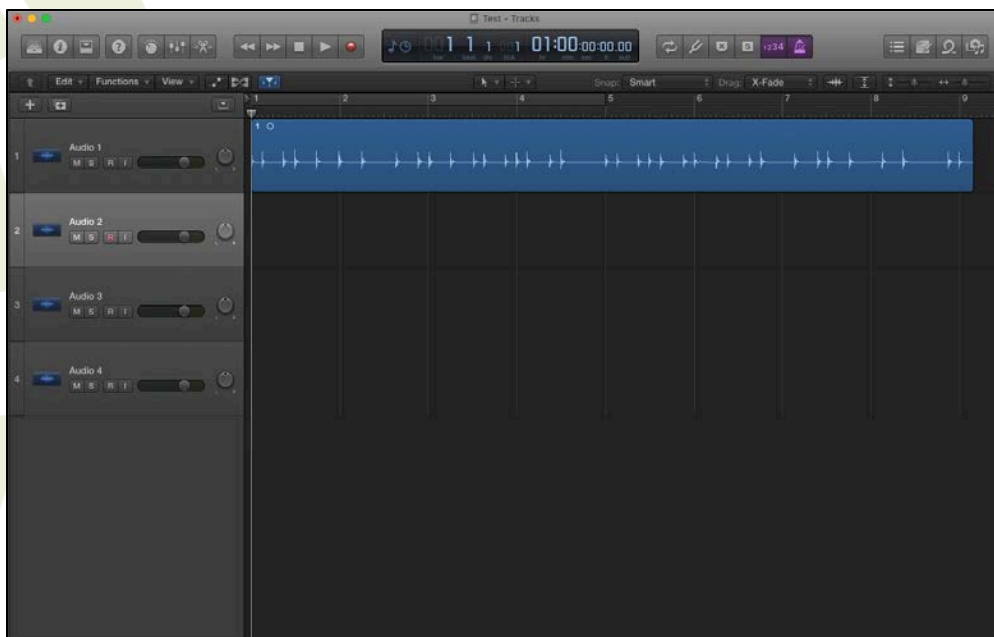 Test - Tracks
001 1 1 1 01:00:00:00.00
1234
Edit Functions View Snap: Smart Drag: X-Fade
1 2 3 4 5 6 7 8 9
1
1 Audio 1
M S R I
2 Audio 2
M S R I
3 Audio 3
M S R I
4 Audio 4
M S R I